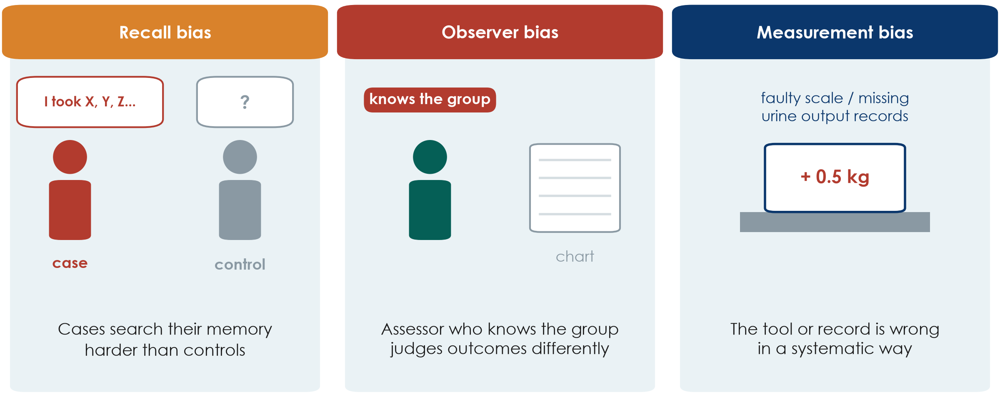 Recall bias
I took X, Y, Z...
?
case
control
Cases search their memory
harder than controls
Observer bias
knows the group
chart
Assessor who knows the group
judges outcomes differently
Measurement bias
faulty scale / missing
urine output records
+ 0.5 kg
The tool or record is wrong
in a systematic way